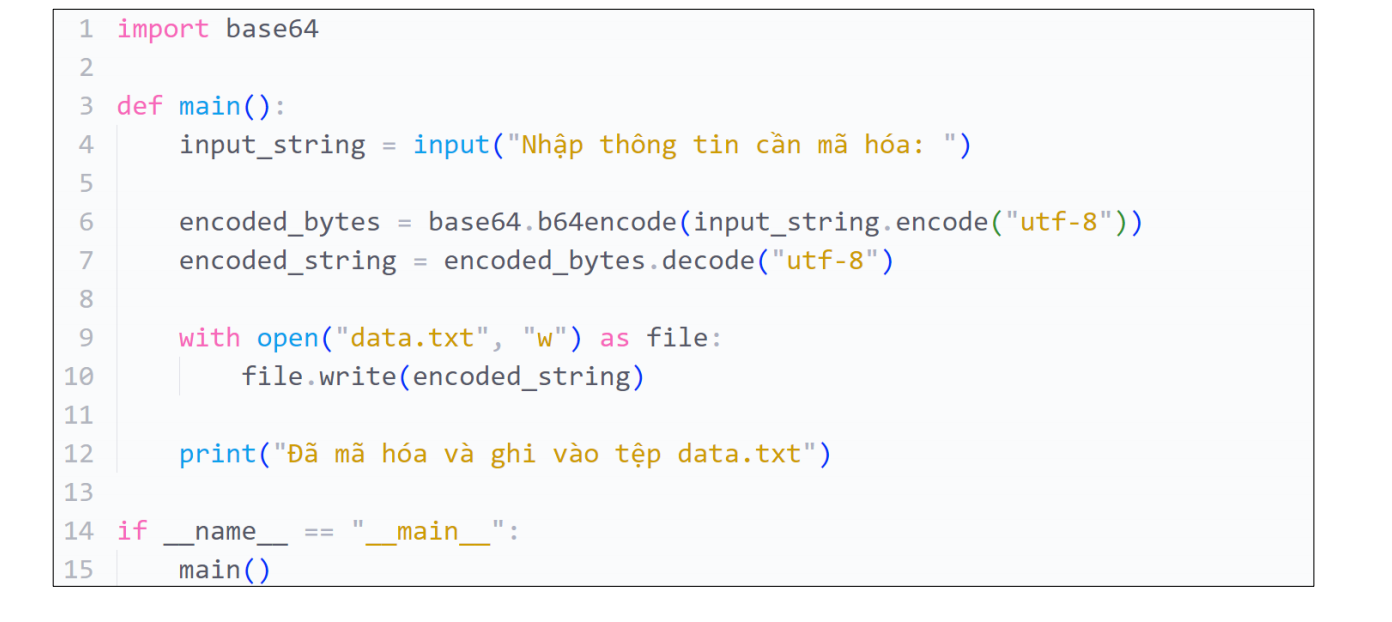 1 import base64
2
3 def main():
4     input_string = input("Nhập thông tin cần mã hóa: ")
5
6     encoded_bytes = base64.b64encode(input_string.encode("utf-8"))
7     encoded_string = encoded_bytes.decode("utf-8")
8
9     with open("data.txt", "w") as file:
10         file.write(encoded_string)
11
12     print("Đã mã hóa và ghi vào tệp data.txt")
13
14 if __name__ == "__main__":
15     main()